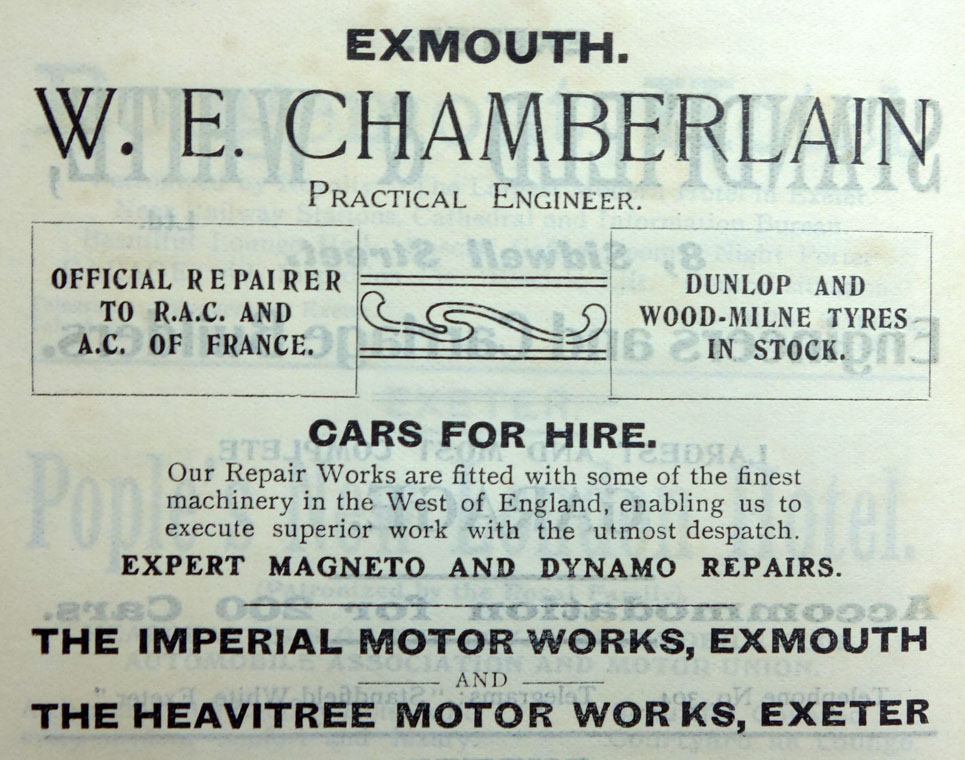 EXMOUTH.
W. E. CHAMBERLAIN
PRACTICAL ENGINEER.
OFFICIAL REPAIRER
TO R.A.C. AND
A.C. OF FRANCE.
DUNLOP AND
WOOD-MILNE TYRES
IN STOCK.
CARS FOR HIRE.
Our Repair Works are fitted with some of the finest
machinery in the West of England, enabling us to
execute superior work with the utmost despatch.
EXPERT MAGNETO AND DYNAMO REPAIRS.
THE IMPERIAL MOTOR WORKS, EXMOUTH
AND
THE HEAVITREE MOTOR WORKS, EXETER